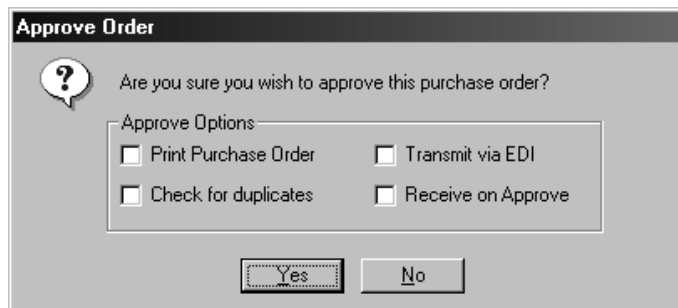 Approve Order
?
Are you sure you wish to approve this purchase order?
Approve Options
Print Purchase Order
Transmit via EDI
Check for duplicates
Receive on Approve
Yes
No